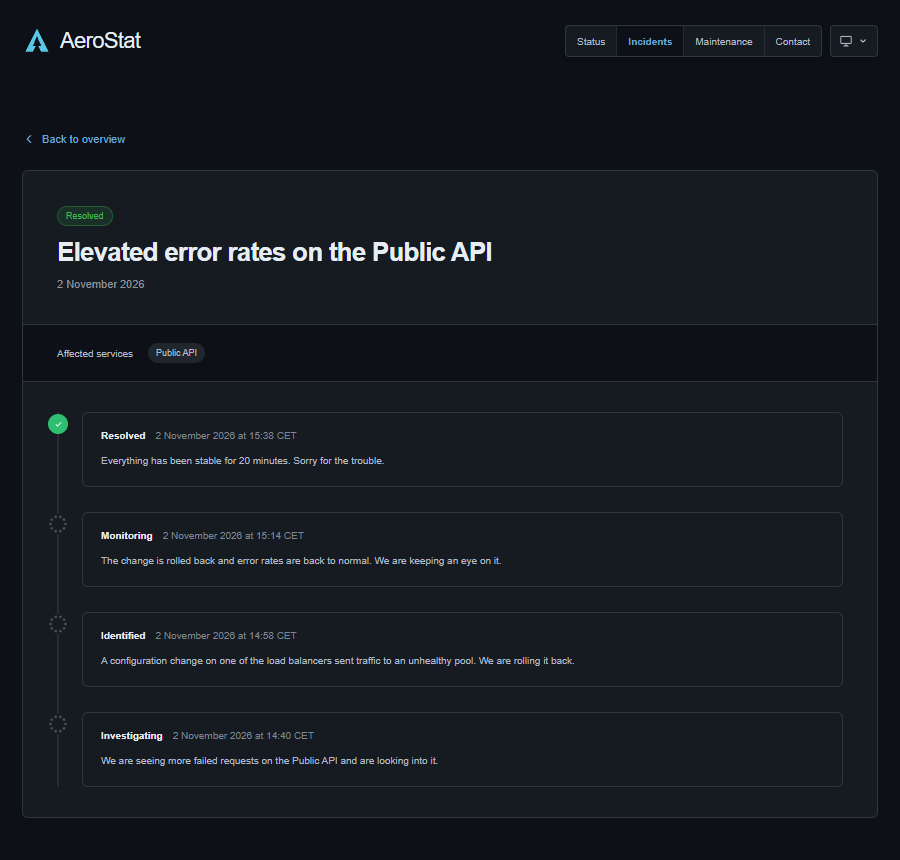 AeroStat
Status Incidents Maintenance Contact
Back to overview
Resolved
Elevated error rates on the Public API
2 November 2026
Affected services Public API
Resolved 2 November 2026 at 15:38 CET
Everything has been stable for 20 minutes. Sorry for the trouble.
Monitoring 2 November 2026 at 15:14 CET
The change is rolled back and error rates are back to normal. We are keeping an eye on it.
Identified 2 November 2026 at 14:58 CET
A configuration change on one of the load balancers sent traffic to an unhealthy pool. We are rolling it back.
Investigating 2 November 2026 at 14:40 CET
We are seeing more failed requests on the Public API and are looking into it.